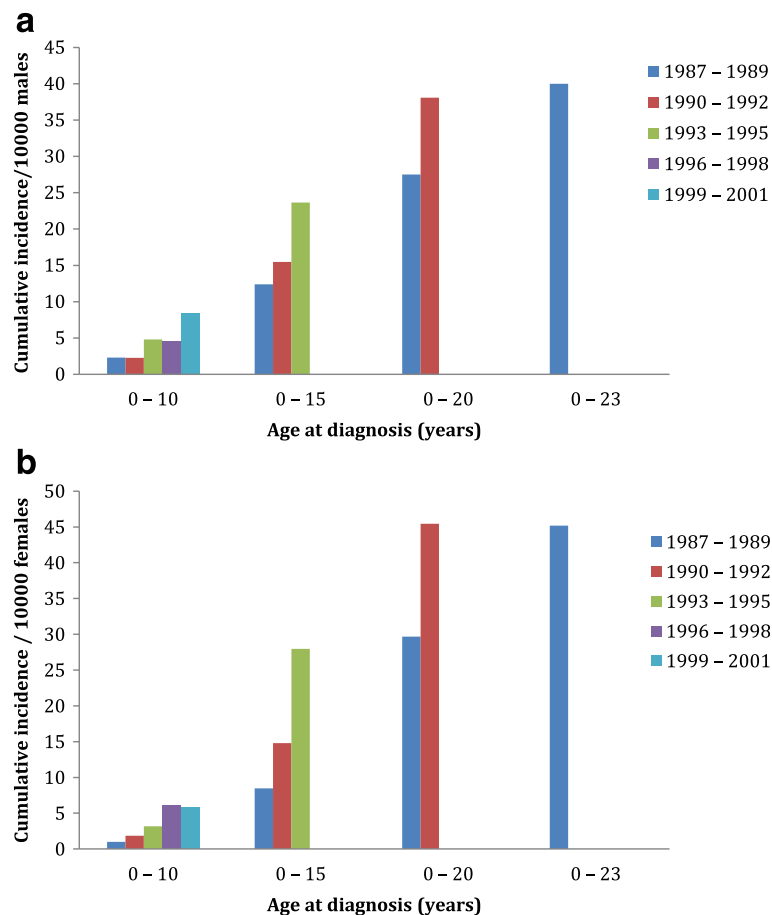 a
Cumulative incidence/10000 males
45
40
35
30
25
20
15
10
5
0
0 – 10 0 – 15 0 – 20 0 – 23
Age at diagnosis (years)
1987 – 1989
1990 – 1992
1993 – 1995
1996 – 1998
1999 – 2001
b
Cumulative incidence / 10000 females
50
45
40
35
30
25
20
15
10
5
0
0 – 10 0 – 15 0 – 20 0 – 23
Age at diagnosis (years)
1987 – 1989
1990 – 1992
1993 – 1995
1996 – 1998
1999 – 2001